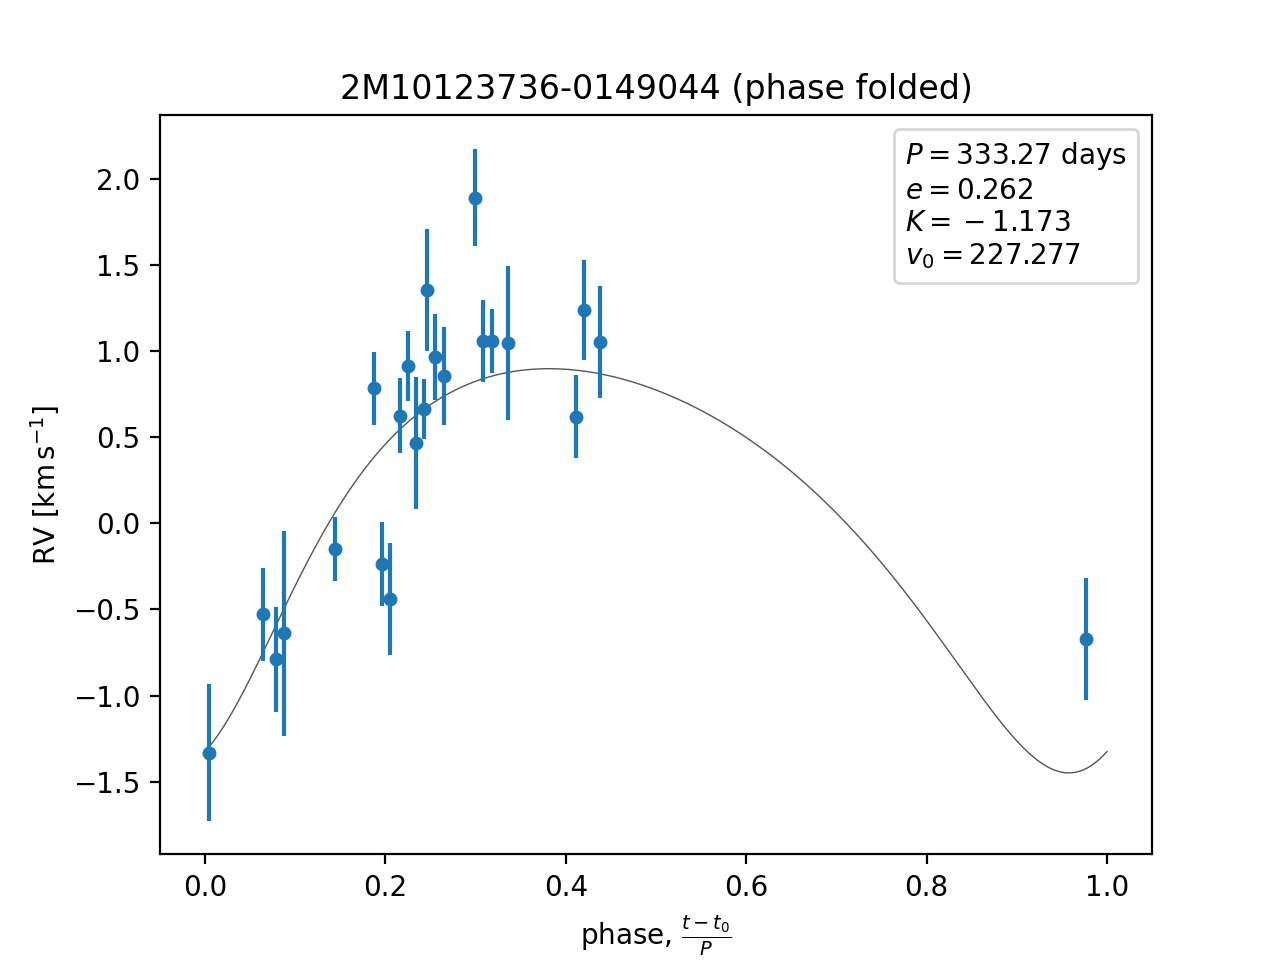 2M10123736-0149044 (phase folded)
P = 333.27 days
e = 0.262
K = −1.173
v₀ = 227.277
RV [km s⁻¹]
2.0
1.5
1.0
0.5
0.0
−0.5
−1.0
−1.5
0.0 0.2 0.4 0.6 0.8 1.0
phase, (t − t₀)/P